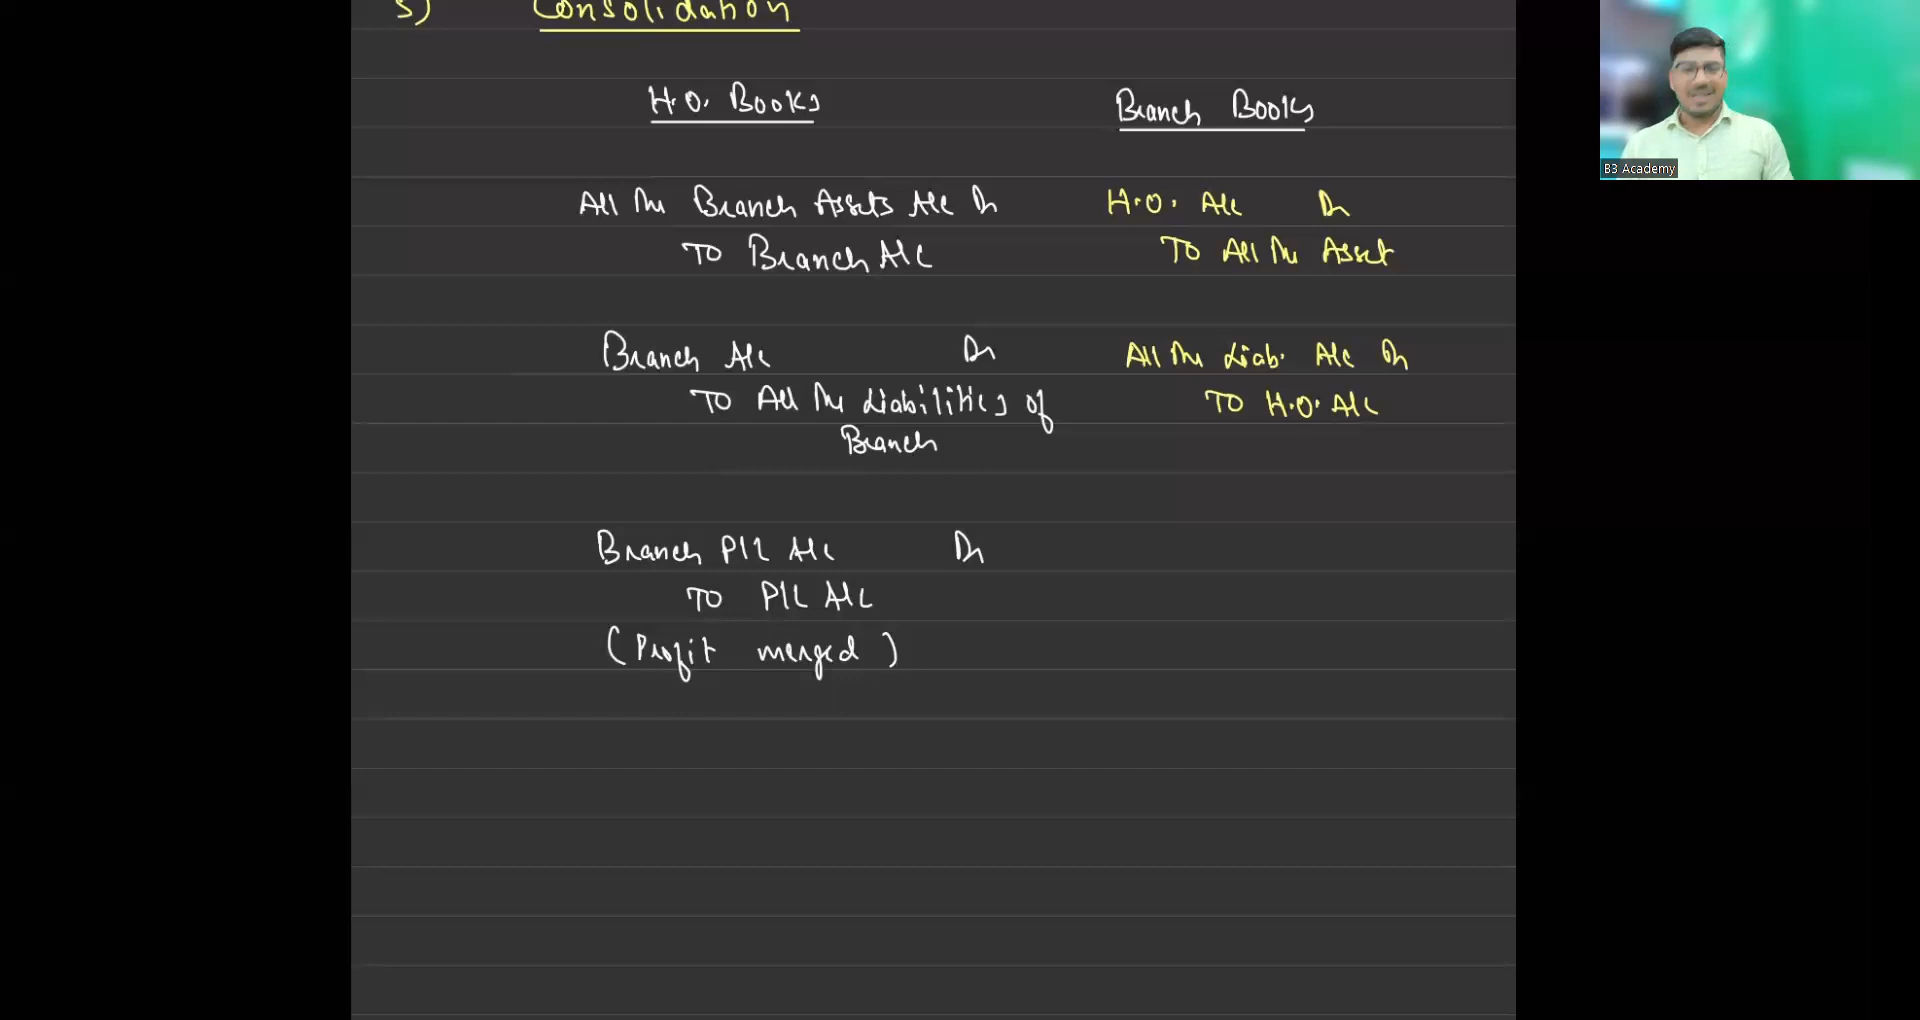 5) Consolidation
H.O. Books Branch Books
All the Branch Assets A/c Dr H.O. A/c Dr
To Branch A/c To All the Asset
Branch A/c Dr All the Liab. A/c Dr
To All the Liabilities of To H.O. A/c
Branch
Branch P/L A/c Dr
To P/L A/c
(Profit merged)
B3 Academy